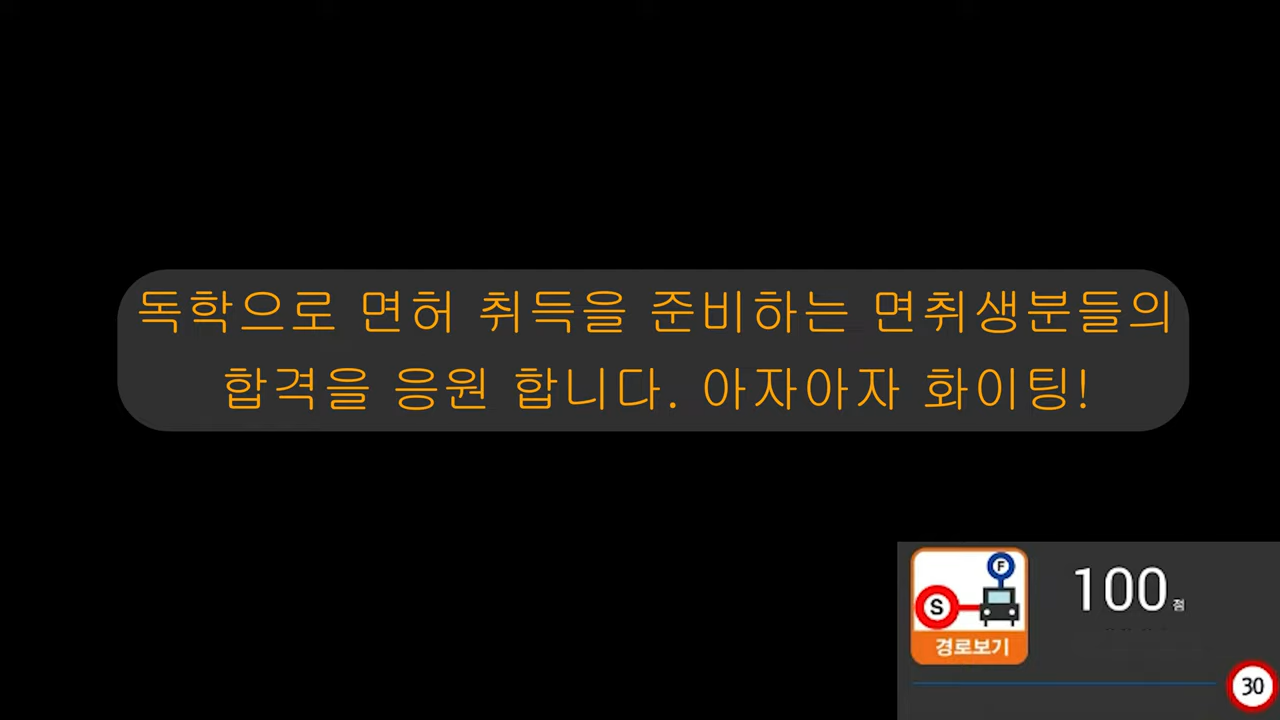 독학으로 면허 취득을 준비하는 면취생분들의
합격을 응원 합니다. 아자아자 화이팅!
F
S
경로보기
100점
30